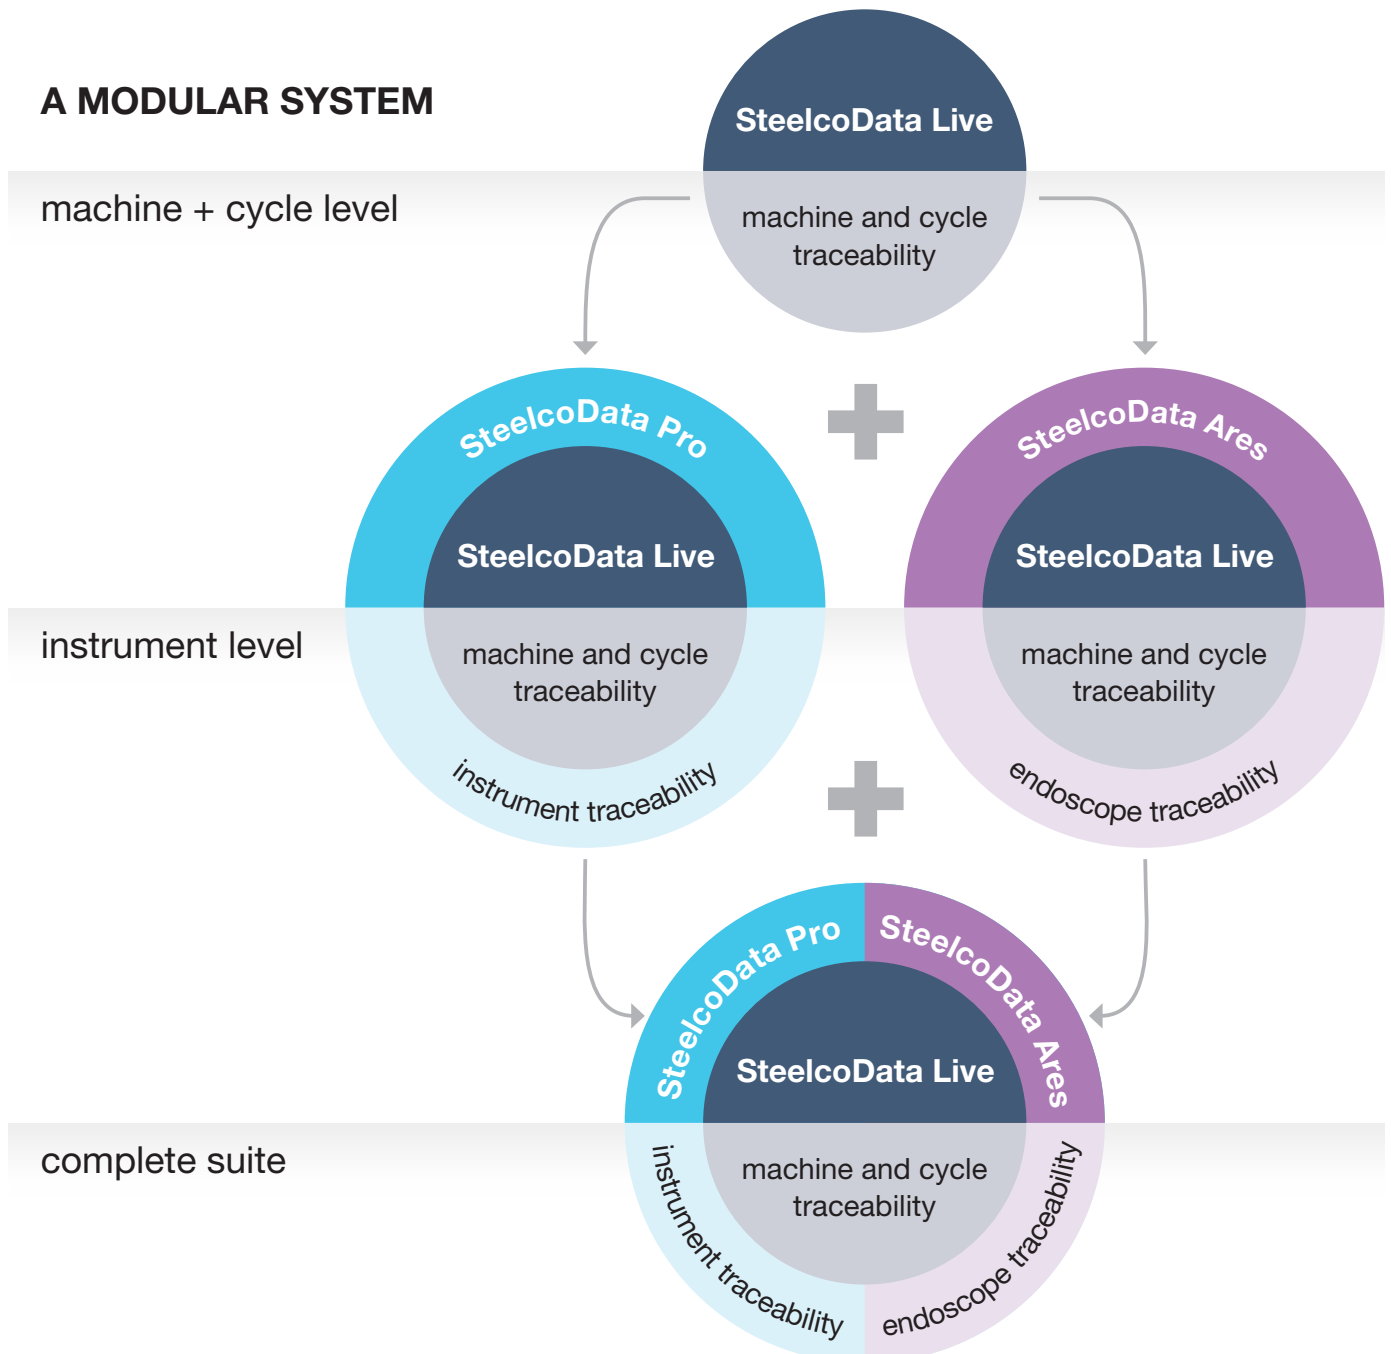 A MODULAR SYSTEM
SteelcoData Live
machine + cycle level
machine and cycle
traceability
SteelcoData Pro
SteelcoData Ares
SteelcoData Live
SteelcoData Live
instrument level
machine and cycle
traceability
machine and cycle
traceability
instrument traceability
endoscope traceability
SteelcoData Pro
SteelcoData Ares
SteelcoData Live
complete suite
machine and cycle
traceability
instrument traceability
endoscope traceability